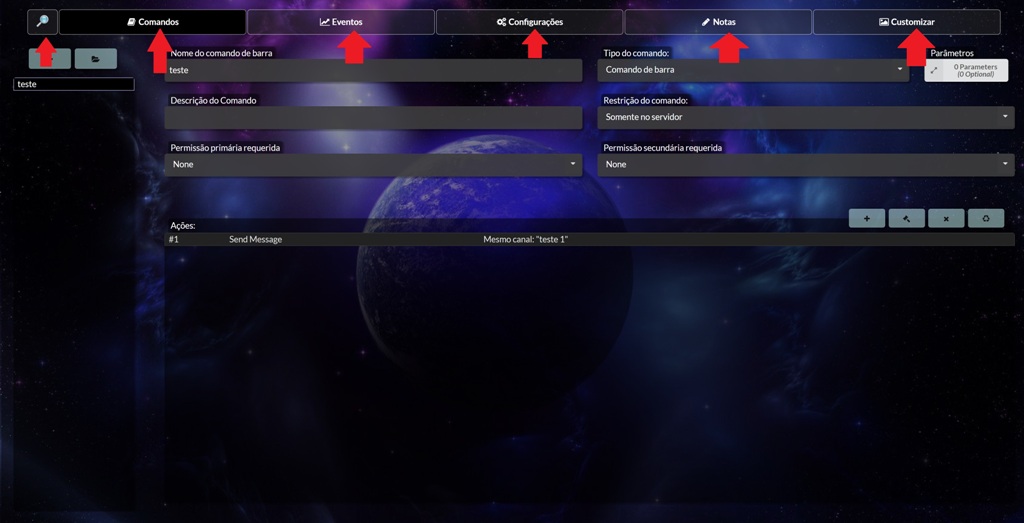 Comandos
Eventos
Configurações
Notas
Customizar
Nome do comando de barra
Tipo do comando:
Parâmetros
teste
Comando de barra
0 Parameters
(0 Optional)
teste
Descrição do Comando
Restrição do comando:
Somente no servidor
Permissão primária requerida
Permissão secundária requerida
None
None
Ações:
#1 Send Message Mesmo canal: "teste 1"